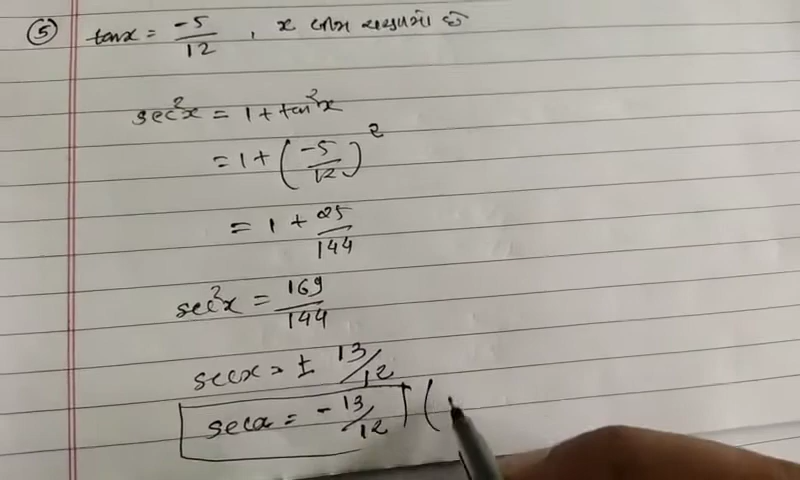 ⑤ tanx = -5/12 , x બીજા ચરણમાં છે
sec²x = 1 + tan²x
= 1 + (-5/12)²
= 1 + 25/144
sec²x = 169/144
secx = ± 13/12
secx = - 13/12 (